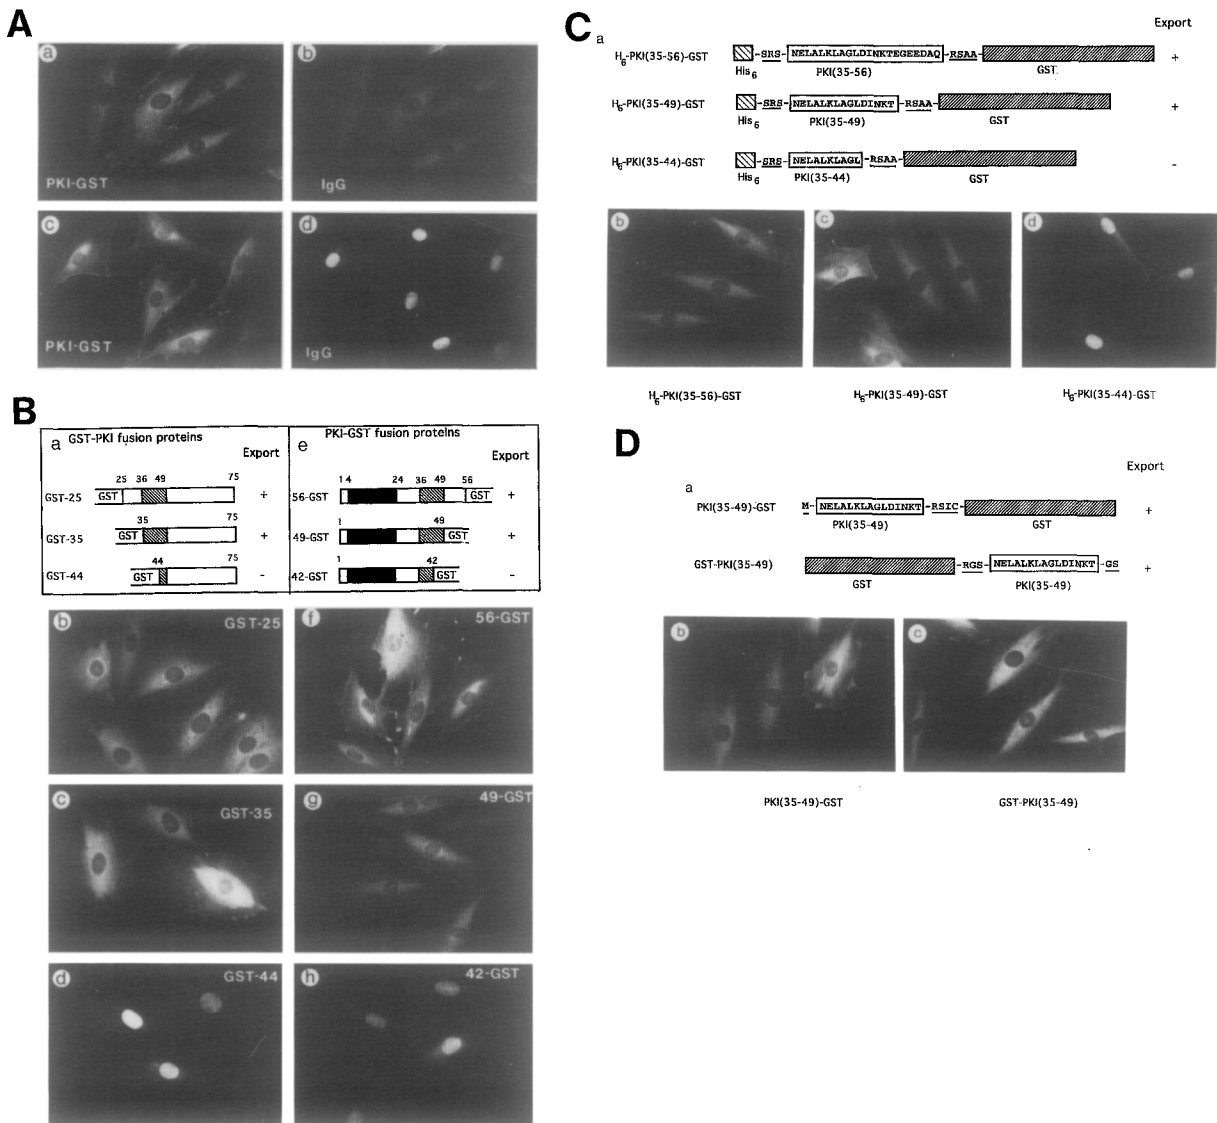 A
a
PKI-GST
b
IgG
c
PKI-GST
d
IgG
B
a GST-PKI fusion proteins
Export
25 36 49 75
GST-25 GST +
35 75
GST-35 GST +
44 75
GST-44 GST -
e PKI-GST fusion proteins
Export
1 4 24 36 49 56
56-GST GST +
1 49
49-GST GST +
1 42
42-GST GST -
b GST-25
f 56-GST
c GST-35
g 49-GST
d GST-44
h 42-GST
C
a
Export
H6-PKI(35-56)-GST -SRS- NELALKLAGLDINKTEGEEDAQ -RSAA- +
His6 PKI(35-56) GST
H6-PKI(35-49)-GST -SRS- NELALKLAGLDINKT -RSAA- +
His6 PKI(35-49) GST
H6-PKI(35-44)-GST -SRS- NELALKLAGL -RSAA- -
His6 PKI(35-44) GST
b
c
d
H6-PKI(35-56)-GST
H6-PKI(35-49)-GST
H6-PKI(35-44)-GST
D
Export
a
PKI(35-49)-GST M- NELALKLAGLDINKT -RSIC- +
PKI(35-49) GST
GST-PKI(35-49) -RGS- NELALKLAGLDINKT -GS +
GST PKI(35-49)
b
c
PKI(35-49)-GST
GST-PKI(35-49)